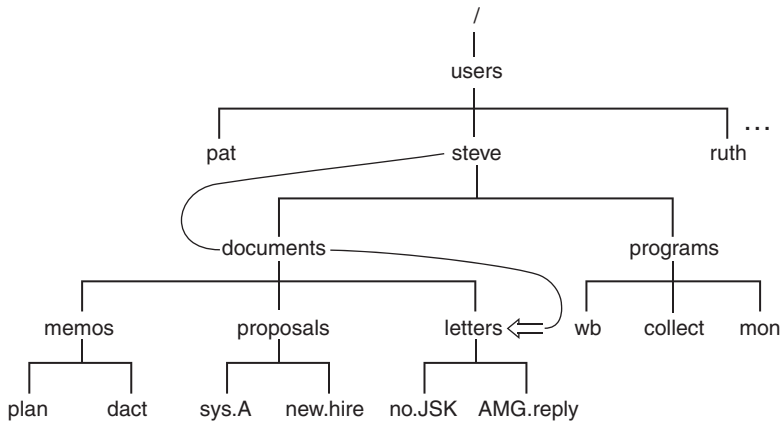 /
users
pat steve ruth ...
documents programs
memos proposals letters wb collect mon
plan dact sys.A new.hire no.JSK AMG.reply